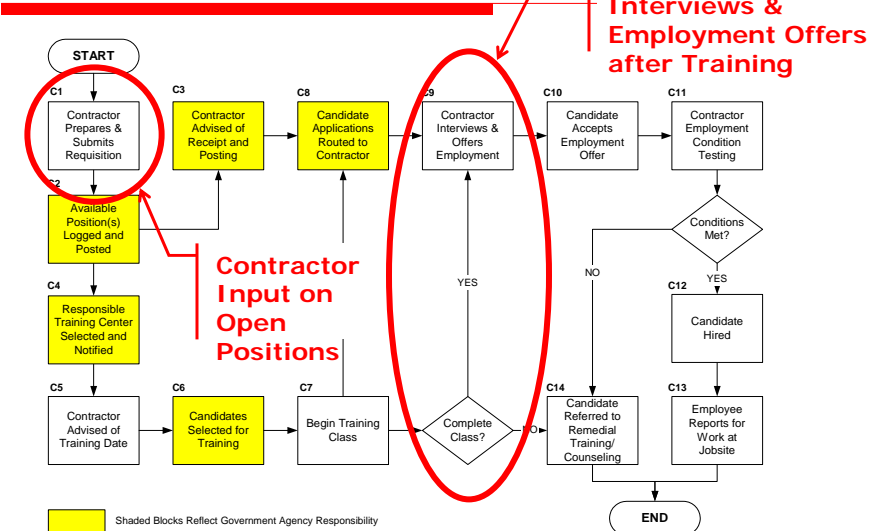 Interviews &
Employment Offers
after Training
START
C1
Contractor
Prepares &
Submits
Requisition
C3
Contractor
Advised of
Receipt and
Posting
C8
Candidate
Applications
Routed to
Contractor
C9
Contractor
Interviews &
Offers
Employment
C10
Candidate
Accepts
Employment
Offer
C11
Contractor
Employment
Condition
Testing
C2
Available
Position(s)
Logged and
Posted
Conditions
Met?
Contractor
Input on
Open
Positions
C4
Responsible
Training Center
Selected and
Notified
YES
NO
YES
C12
Candidate
Hired
C5
Contractor
Advised of
Training Date
C6
Candidates
Selected for
Training
C7
Begin Training
Class
Complete
Class?
NO
C14
Candidate
Referred to
Remedial
Training/
Counseling
C13
Employee
Reports for
Work at
Jobsite
END
Shaded Blocks Reflect Government Agency Responsibility